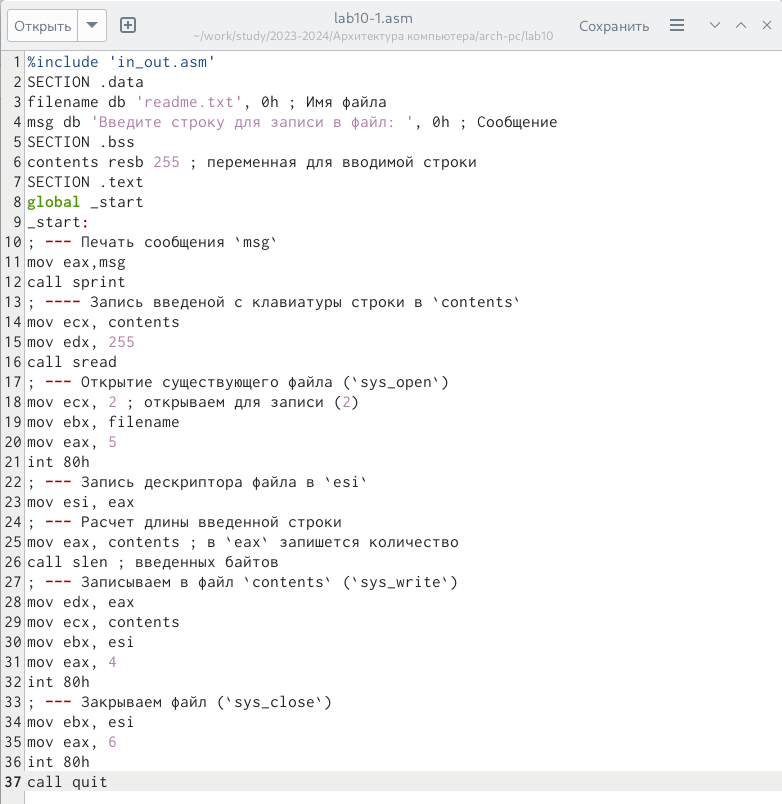 Открыть
lab10-1.asm
~/work/study/2023-2024/Архитектура компьютера/arch-pc/lab10
Сохранить
1 %include 'in_out.asm'
2 SECTION .data
3 filename db 'readme.txt', 0h ; Имя файла
4 msg db 'Введите строку для записи в файл: ', 0h ; Сообщение
5 SECTION .bss
6 contents resb 255 ; переменная для вводимой строки
7 SECTION .text
8 global _start
9 _start:
10 ; --- Печать сообщения `msg`
11 mov eax,msg
12 call sprint
13 ; ---- Запись введеной с клавиатуры строки в `contents`
14 mov ecx, contents
15 mov edx, 255
16 call sread
17 ; --- Открытие существующего файла (`sys_open`)
18 mov ecx, 2 ; открываем для записи (2)
19 mov ebx, filename
20 mov eax, 5
21 int 80h
22 ; --- Запись дескриптора файла в `esi`
23 mov esi, eax
24 ; --- Расчет длины введенной строки
25 mov eax, contents ; в `eax` запишется количество
26 call slen ; введенных байтов
27 ; --- Записываем в файл `contents` (`sys_write`)
28 mov edx, eax
29 mov ecx, contents
30 mov ebx, esi
31 mov eax, 4
32 int 80h
33 ; --- Закрываем файл (`sys_close`)
34 mov ebx, esi
35 mov eax, 6
36 int 80h
37 call quit